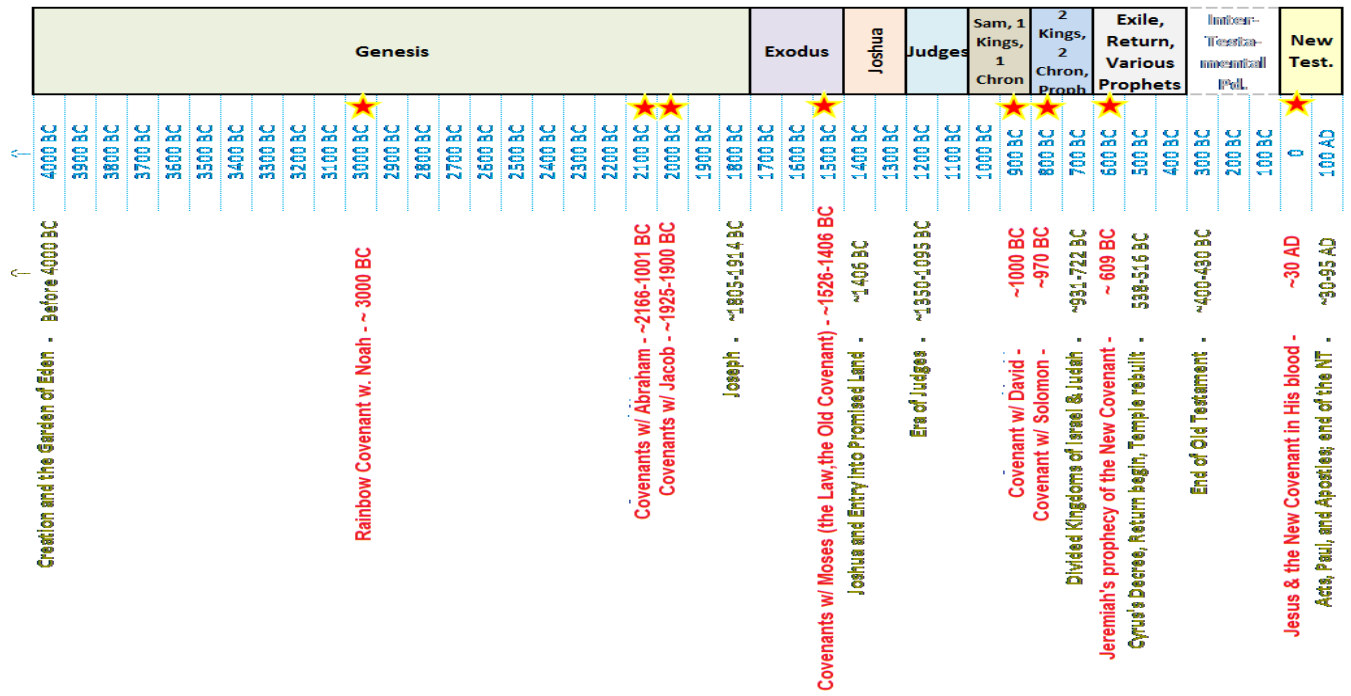 Genesis
Exodus
Joshua
Judges
Sam, 1
Kings,
1
Chron
2
Kings,
2
Chron,
Proph
Exile,
Return,
Various
Prophets
Inter-
Testa-
mental
Pd.
New
Test.
<--
4000 BC
3900 BC
3800 BC
3700 BC
3600 BC
3500 BC
3400 BC
3300 BC
3200 BC
3100 BC
3000 BC
2900 BC
2800 BC
2700 BC
2600 BC
2500 BC
2400 BC
2300 BC
2200 BC
2100 BC
2000 BC
1900 BC
1800 BC
1700 BC
1600 BC
1500 BC
1400 BC
1300 BC
1200 BC
1100 BC
1000 BC
900 BC
800 BC
700 BC
600 BC
500 BC
400 BC
300 BC
200 BC
100 BC
0
100 AD
<--
Creation and the Garden of Eden - Before 4000 BC
Rainbow Covenant w. Noah - ~ 3000 BC
Covenants w/ Abraham - ~2166-1001 BC
Covenants w/ Jacob - ~1925-1900 BC
Joseph - ~1805-1914 BC
Covenants w/ Moses (the Law,the Old Covenant) - ~1526-1406 BC
Joshua and Entry into Promised Land - ~1406 BC
Era of Judges - ~1350-1095 BC
Covenant w/ David - ~1000 BC
Covenant w/ Solomon - ~970 BC
Divided Kingdoms of Israel & Judah - ~931-722 BC
Jeremiah's prophecy of the New Covenant - ~ 609 BC
Cyrus's Decree, Return begin, Temple rebuilt - 538-516 BC
End of Old Testament - ~400-430 BC
Jesus & the New Covenant in His blood - ~30 AD
Acts, Paul, and Apostles; end of the NT - ~30-95 AD